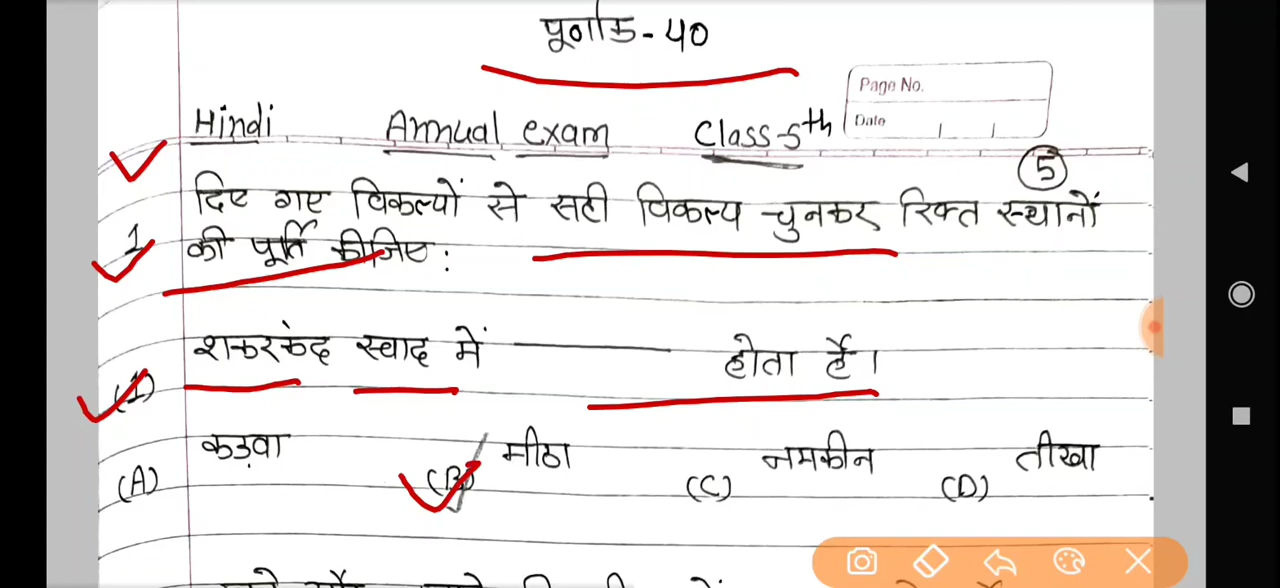 पूर्णांक - 40
Page No.
Date
Hindi Annual exam Class-5th
5
दिए गए विकल्पों से सही विकल्प चुनकर रिक्त स्थानों
1 की पूर्ति कीजिए :
(1) शकरकंद स्वाद में ______ होता है।
(A) कड़वा (B) मीठा (C) नमकीन (D) तीखा